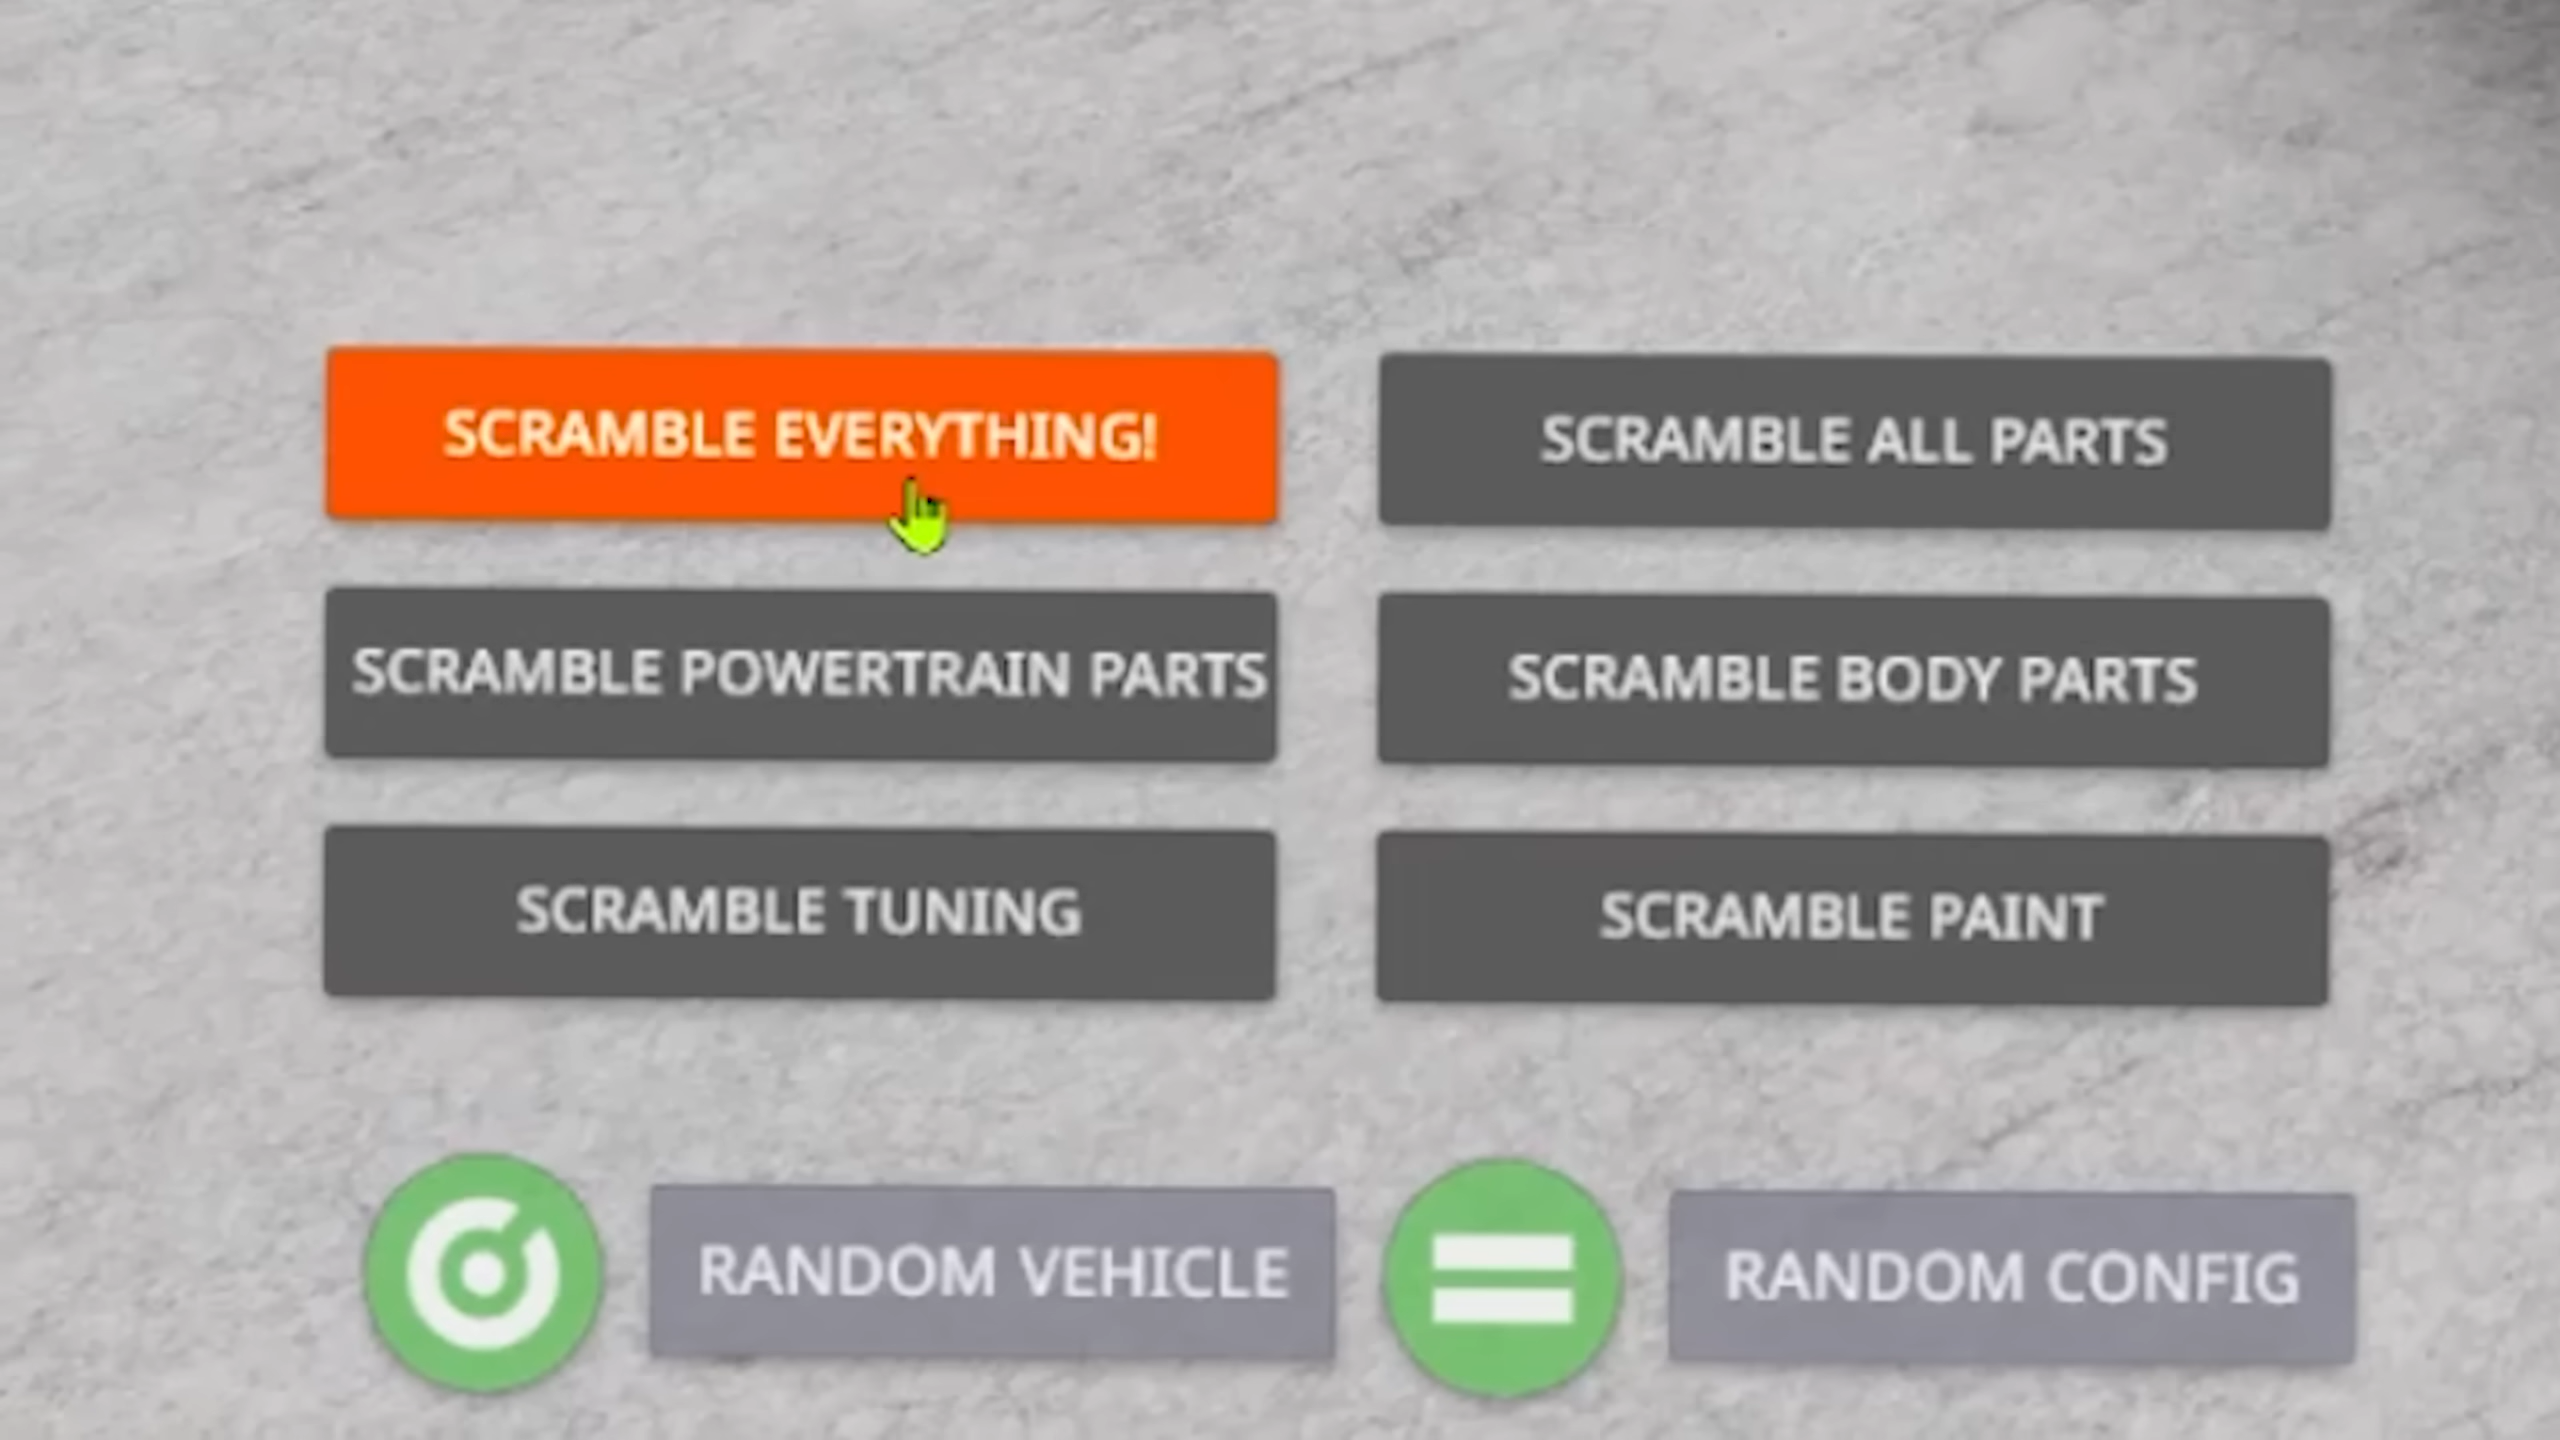 SCRAMBLE EVERYTHING!
SCRAMBLE ALL PARTS
SCRAMBLE POWERTRAIN PARTS
SCRAMBLE BODY PARTS
SCRAMBLE TUNING
SCRAMBLE PAINT
RANDOM VEHICLE
RANDOM CONFIG